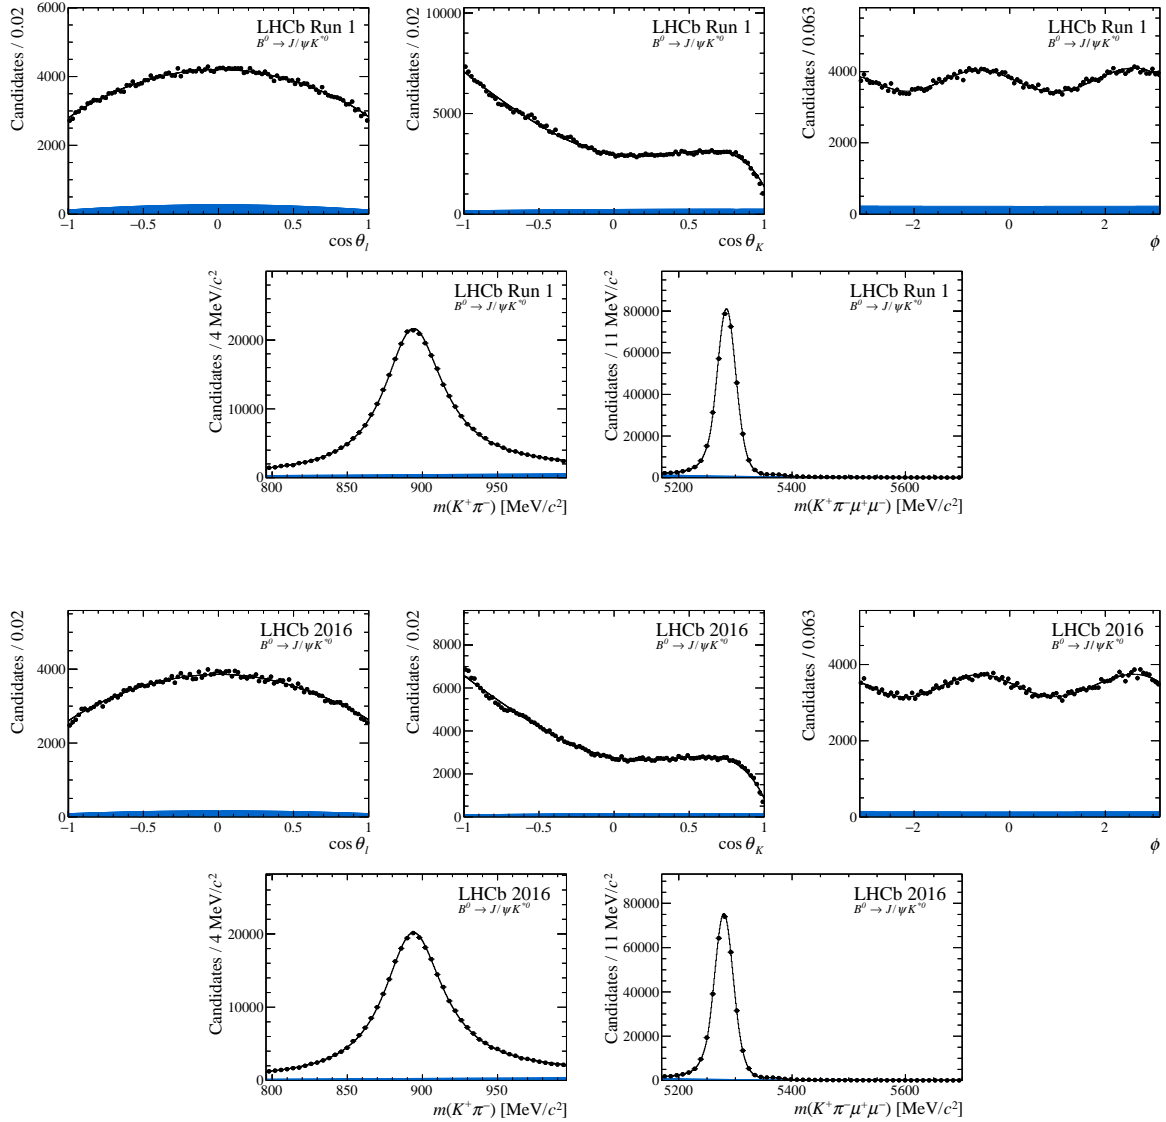 LHCb Run 1
B⁰ → J/ψK*⁰
Candidates / 0.02
6000
4000
2000
0
−1 −0.5 0 0.5 1
cos θ_l
LHCb Run 1
B⁰ → J/ψK*⁰
Candidates / 0.02
10000
5000
0
−1 −0.5 0 0.5 1
cos θ_K
LHCb Run 1
B⁰ → J/ψK*⁰
Candidates / 0.063
6000
4000
2000
0
−2 0 2
ϕ
LHCb Run 1
B⁰ → J/ψK*⁰
Candidates / 4 MeV/c²
20000
10000
0
800 850 900 950
m(K⁺π⁻) [MeV/c²]
LHCb Run 1
B⁰ → J/ψK*⁰
Candidates / 11 MeV/c²
80000
60000
40000
20000
0
5200 5400 5600
m(K⁺π⁻μ⁺μ⁻) [MeV/c²]
LHCb 2016
B⁰ → J/ψK*⁰
Candidates / 0.02
4000
2000
0
−1 −0.5 0 0.5 1
cos θ_l
LHCb 2016
B⁰ → J/ψK*⁰
Candidates / 0.02
8000
6000
4000
2000
0
−1 −0.5 0 0.5 1
cos θ_K
LHCb 2016
B⁰ → J/ψK*⁰
Candidates / 0.063
4000
2000
0
−2 0 2
ϕ
LHCb 2016
B⁰ → J/ψK*⁰
Candidates / 4 MeV/c²
20000
10000
0
800 850 900 950
m(K⁺π⁻) [MeV/c²]
LHCb 2016
B⁰ → J/ψK*⁰
Candidates / 11 MeV/c²
80000
60000
40000
20000
0
5200 5400 5600
m(K⁺π⁻μ⁺μ⁻) [MeV/c²]